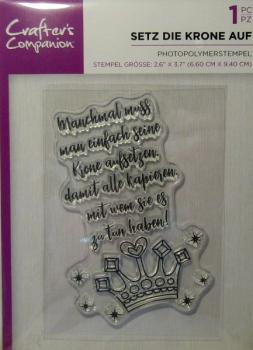 Crafter's
Companion
1 PC
PZ
SETZ DIE KRONE AUF
PHOTOPOLYMERSTEMPEL
STEMPEL GRÖSSE: 2.6" X 3.7" (6.60 CM X 9.40 CM)
Manchmal muss
man einfach seine
Krone aufsetzen,
damit alle kapieren,
mit wem sie es
zu tun haben!